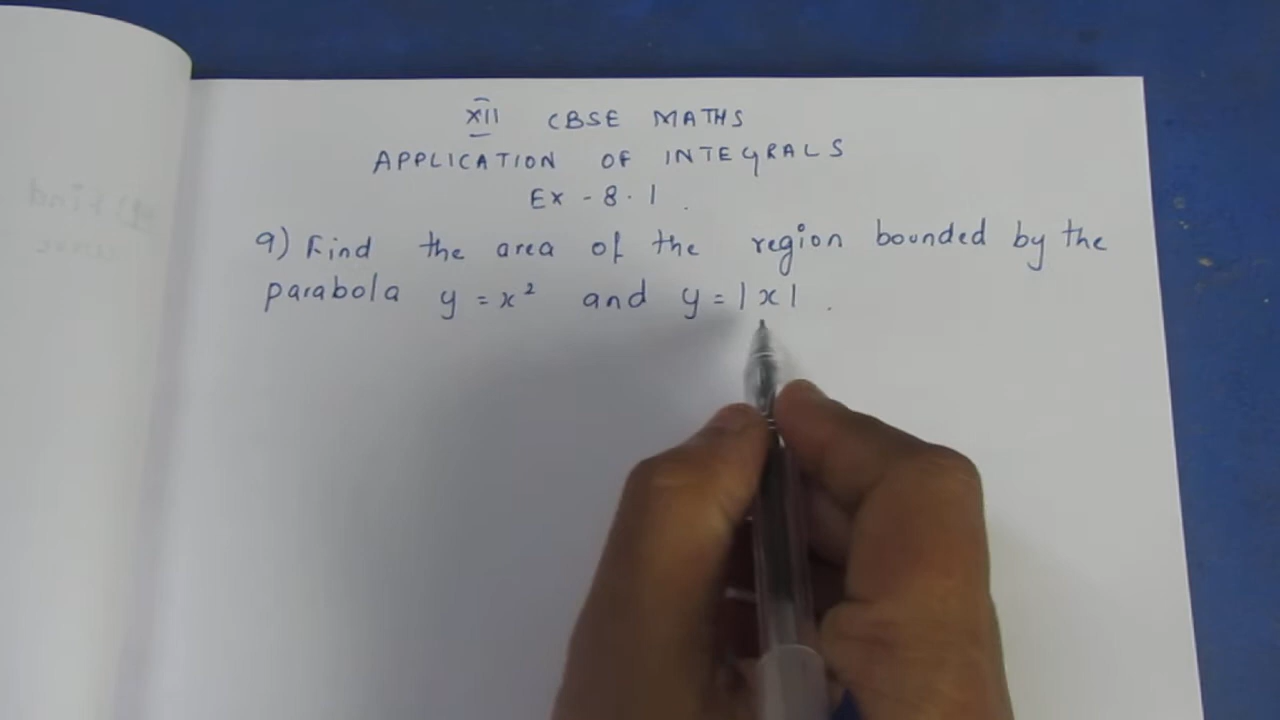 XII CBSE MATHS
APPLICATION OF INTEGRALS
Ex - 8.1.
9) Find the area of the region bounded by the
parabola y = x² and y = |x|.